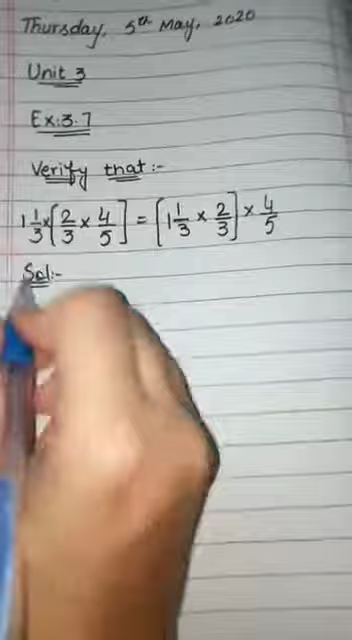 Thursday, 5th May, 2020
Unit 3
Ex:3.7
Verify that:-
1 1/3 × [2/3 × 4/5] = [1 1/3 × 2/3] × 4/5
Sol:-